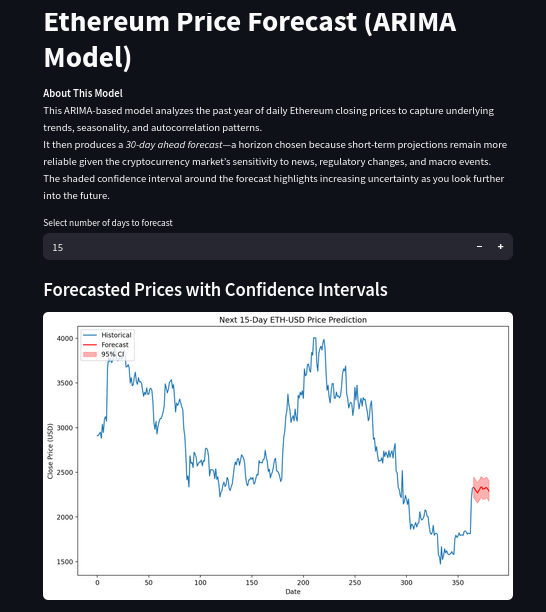 Ethereum Price Forecast (ARIMA
Model)
About This Model
This ARIMA-based model analyzes the past year of daily Ethereum closing prices to capture underlying
trends, seasonality, and autocorrelation patterns.
It then produces a 30-day ahead forecast—a horizon chosen because short-term projections remain more
reliable given the cryptocurrency market's sensitivity to news, regulatory changes, and macro events.
The shaded confidence interval around the forecast highlights increasing uncertainty as you look further
into the future.
Select number of days to forecast
15
− +
Forecasted Prices with Confidence Intervals
Next 15-Day ETH-USD Price Prediction
Historical
Forecast
95% CI
Close Price (USD)
4000
3500
3000
2500
2000
1500
0 50 100 150 200 250 300 350
Date